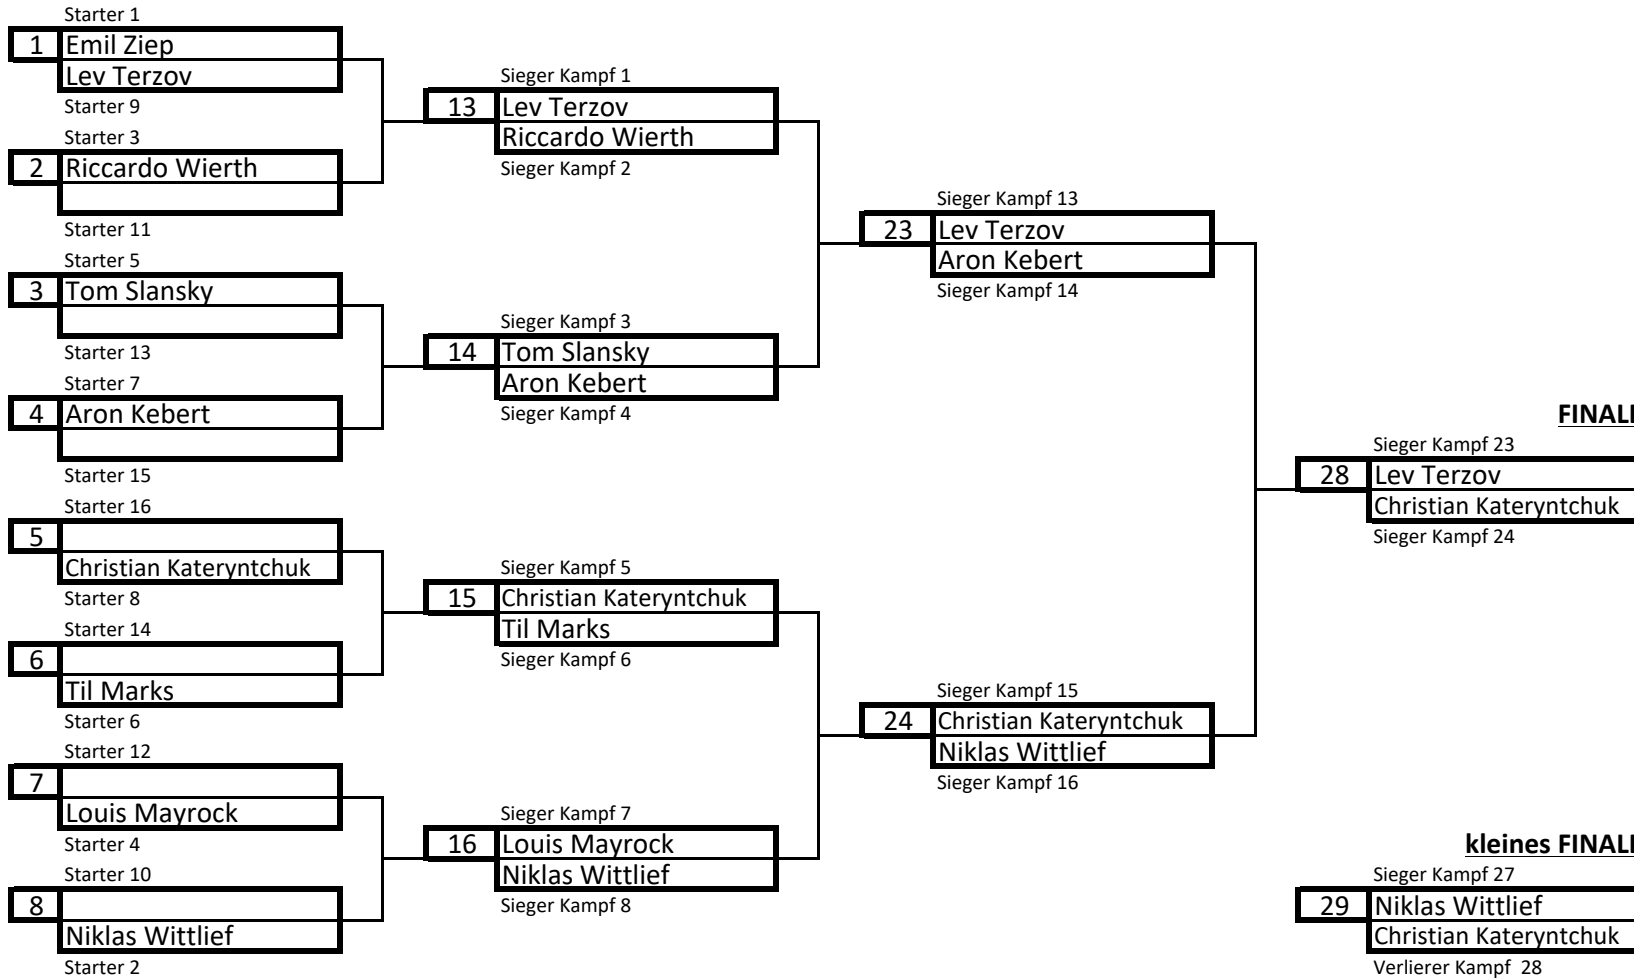 Starter 1
1 Emil Ziep
Lev Terzov
Starter 9
Starter 3
2 Riccardo Wierth
Starter 11
Starter 5
3 Tom Slansky
Starter 13
Starter 7
4 Aron Kebert
Starter 15
Starter 16
5
Christian Kateryntchuk
Starter 8
Starter 14
6
Til Marks
Starter 6
Starter 12
7
Louis Mayrock
Starter 4
Starter 10
8
Niklas Wittlief
Starter 2
Sieger Kampf 1
13 Lev Terzov
Riccardo Wierth
Sieger Kampf 2
Sieger Kampf 3
14 Tom Slansky
Aron Kebert
Sieger Kampf 4
Sieger Kampf 5
15 Christian Kateryntchuk
Til Marks
Sieger Kampf 6
Sieger Kampf 7
16 Louis Mayrock
Niklas Wittlief
Sieger Kampf 8
Sieger Kampf 13
23 Lev Terzov
Aron Kebert
Sieger Kampf 14
Sieger Kampf 15
24 Christian Kateryntchuk
Niklas Wittlief
Sieger Kampf 16
FINALE
Sieger Kampf 23
28 Lev Terzov
Christian Kateryntchuk
Sieger Kampf 24
kleines FINALE
Sieger Kampf 27
29 Niklas Wittlief
Christian Kateryntchuk
Verlierer Kampf 28